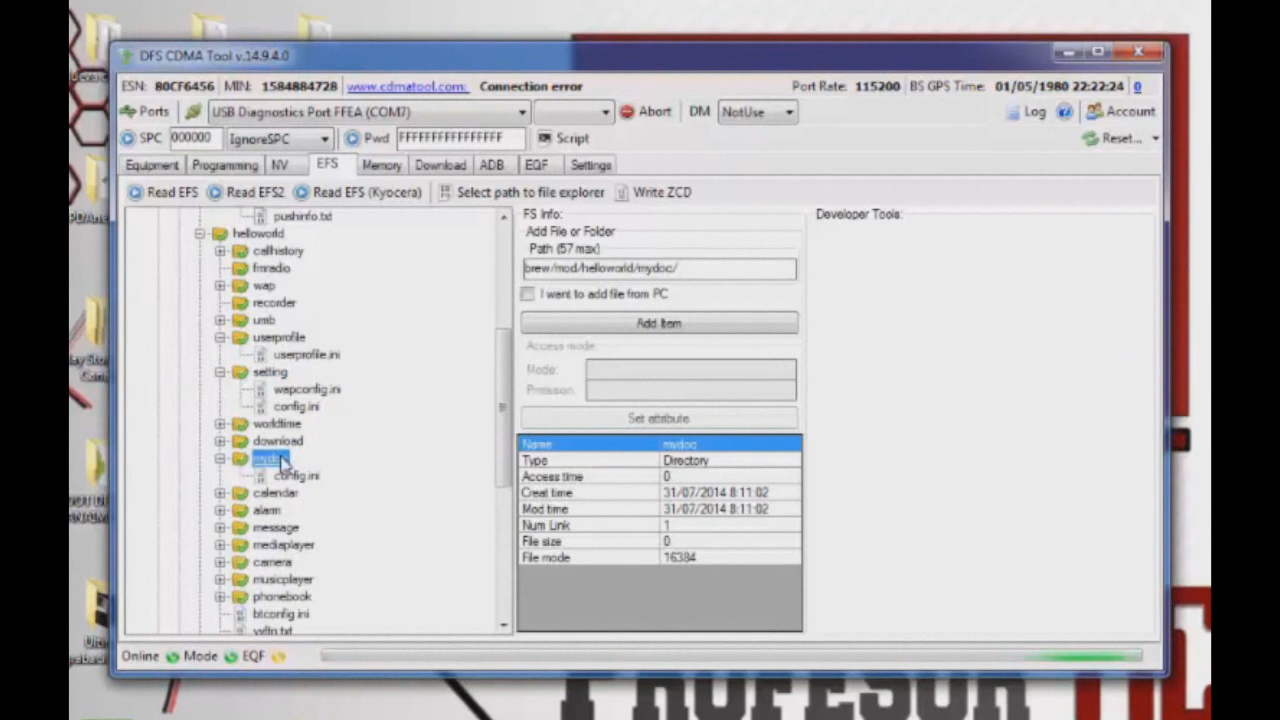 DFS CDMA Tool v.14.9.4.0
ESN: 80CF6456 MIN: 1584884728 www.cdmatool.com: Connection error Port Rate: 115200 BS GPS Time: 01/05/1980 22:22:24 0
Ports USB Diagnostics Port FFEA (COM7) Abort DM NotUse Log Account
SPC 000000 IgnoreSPC Pwd FFFFFFFFFFFFFFFF Script Reset...
Equipment Programming NV EFS Memory Download ADB EQF Settings
Read EFS Read EFS2 Read EFS (Kyocera) Select path to file explorer Write ZCD
pushinfo.txt
helloworld
callhistory
fmradio
wap
recorder
umb
userprofile
userprofile.ini
setting
wapconfig.ini
config.ini
worldtime
download
mydoc
config.ini
calendar
alarm
message
mediaplayer
camera
musicplayer
phonebook
btconfig.ini
FS Info:
Add File or Folder
Path (57 max)
brew/mod/helloworld/mydoc/
I want to add file from PC
Add Item
Access mode:
Mode:
Pmission:
Set attribute
Name mydoc
Type Directory
Access time 0
Creat time 31/07/2014 8:11:02
Mod time 31/07/2014 8:11:02
Num Link 1
File size 0
File mode 16384
Developer Tools:
Online Mode EQF
PROFESOR